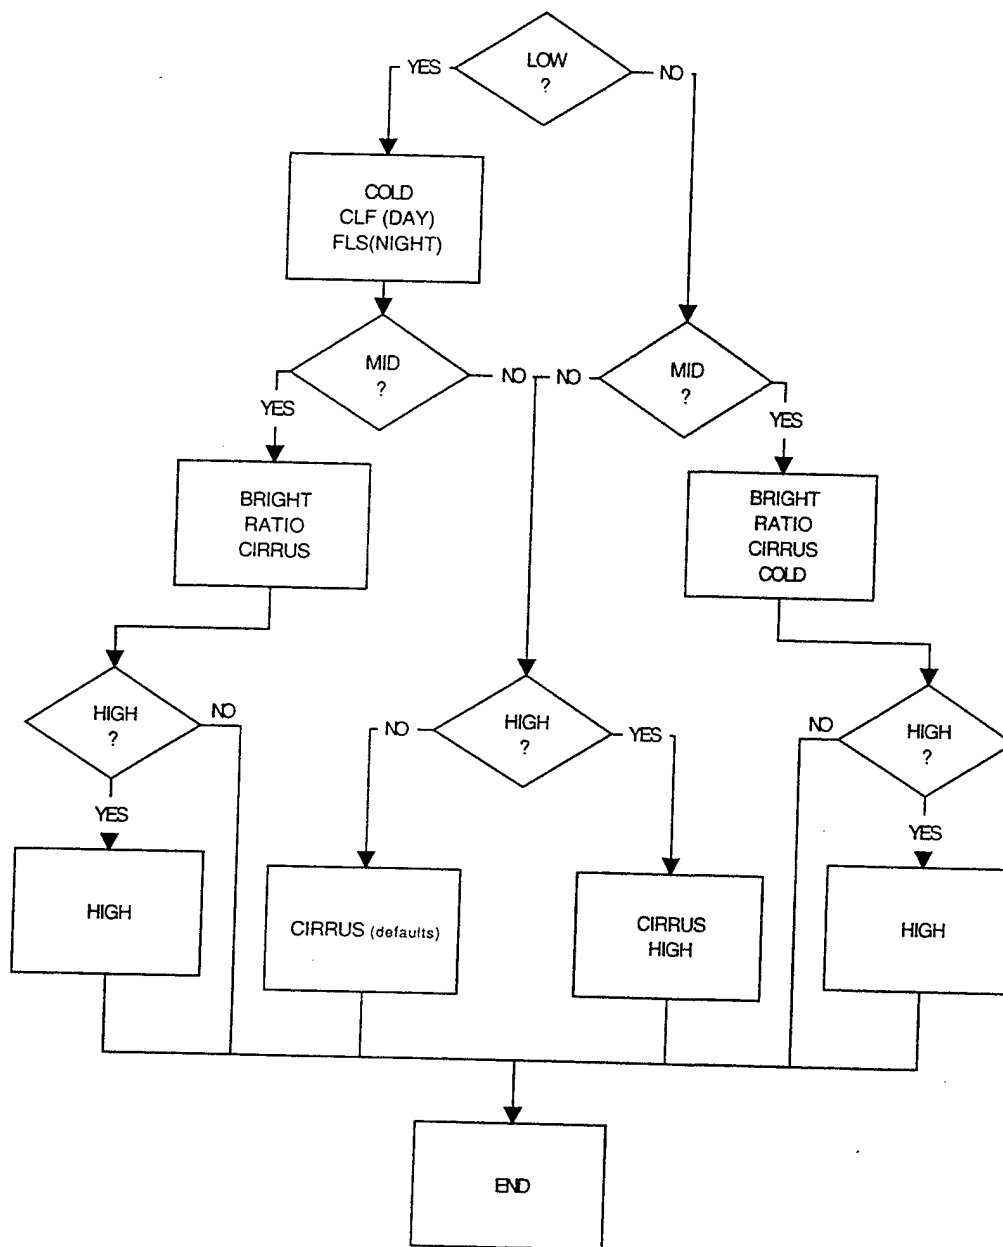 LOW
?
YES
NO
COLD
CLF (DAY)
FLS(NIGHT)
MID
?
NO
NO
MID
?
YES
YES
BRIGHT
RATIO
CIRRUS
BRIGHT
RATIO
CIRRUS
COLD
HIGH
?
NO
NO
HIGH
?
YES
NO
HIGH
?
YES
YES
HIGH
CIRRUS (defaults)
CIRRUS
HIGH
HIGH
END